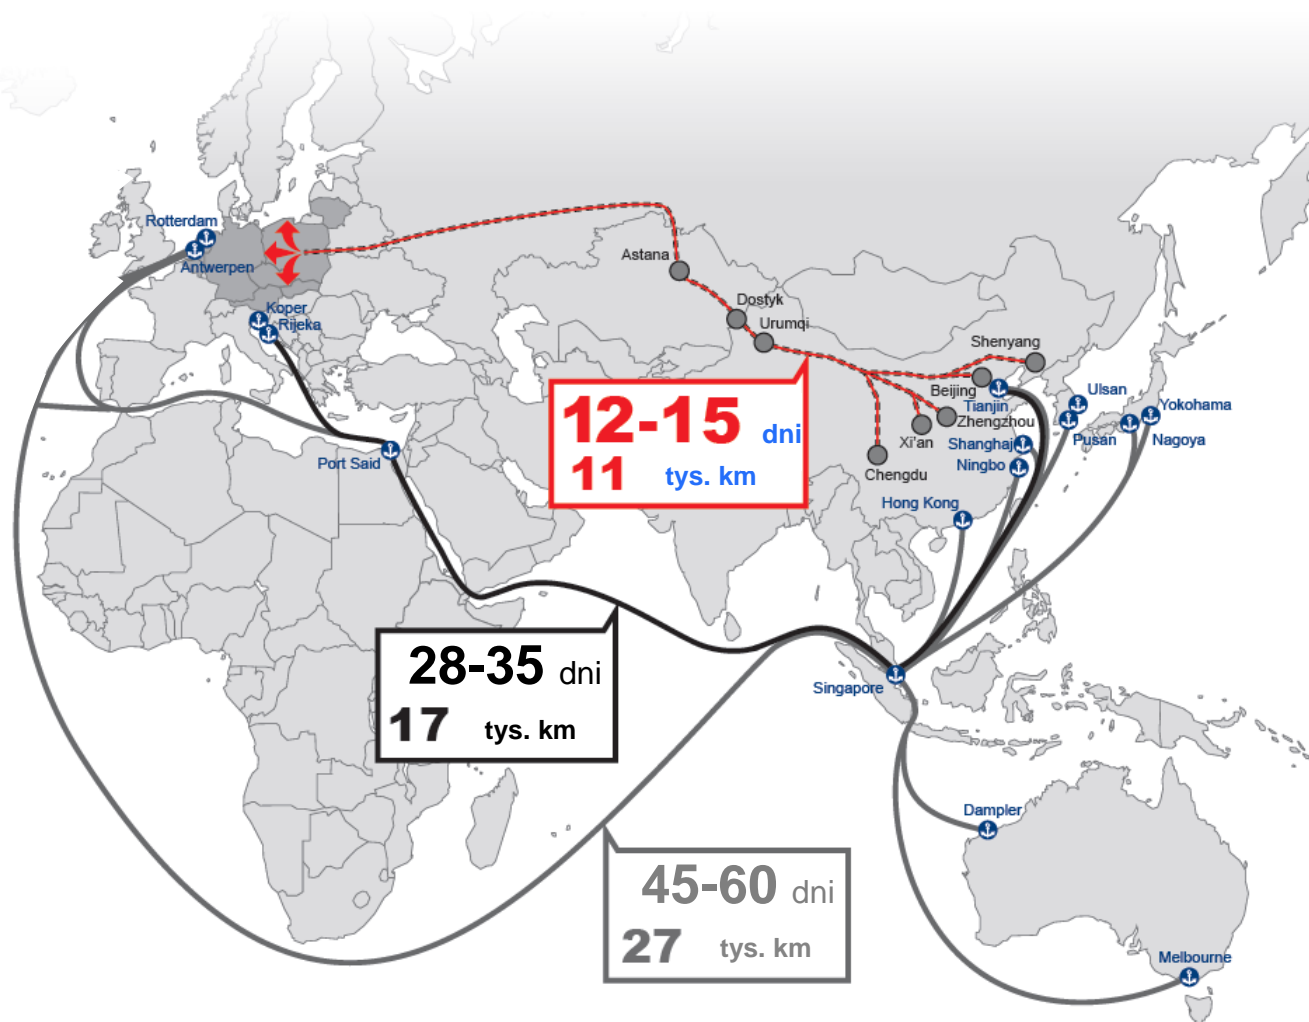 Rotterdam
Antwerpen
Koper
Rijeka
Astana
Dostyk
Urumqi
Shenyang
Beijing
Tianjin
Ulsan
Yokohama
Zhengzhou
Pusan
Nagoya
Xi'an
Shanghaj
Ningbo
Chengdu
Hong Kong
Port Said
12-15 dni
11 tys. km
28-35 dni
17 tys. km
Singapore
Dampler
45-60 dni
27 tys. km
Melbourne